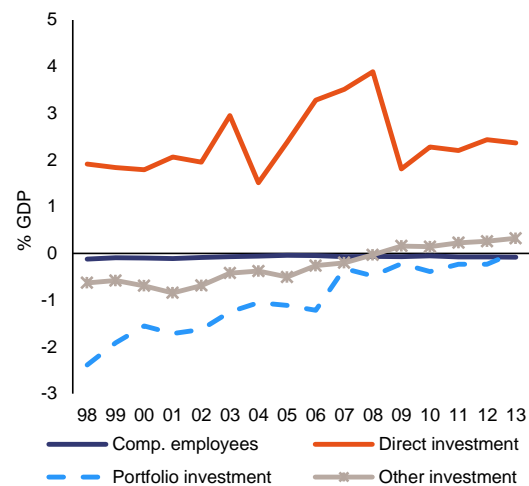 5
4
3
2
1
0
-1
-2
-3
% GDP
98 99 00 01 02 03 04 05 06 07 08 09 10 11 12 13
Comp. employees Direct investment
Portfolio investment Other investment